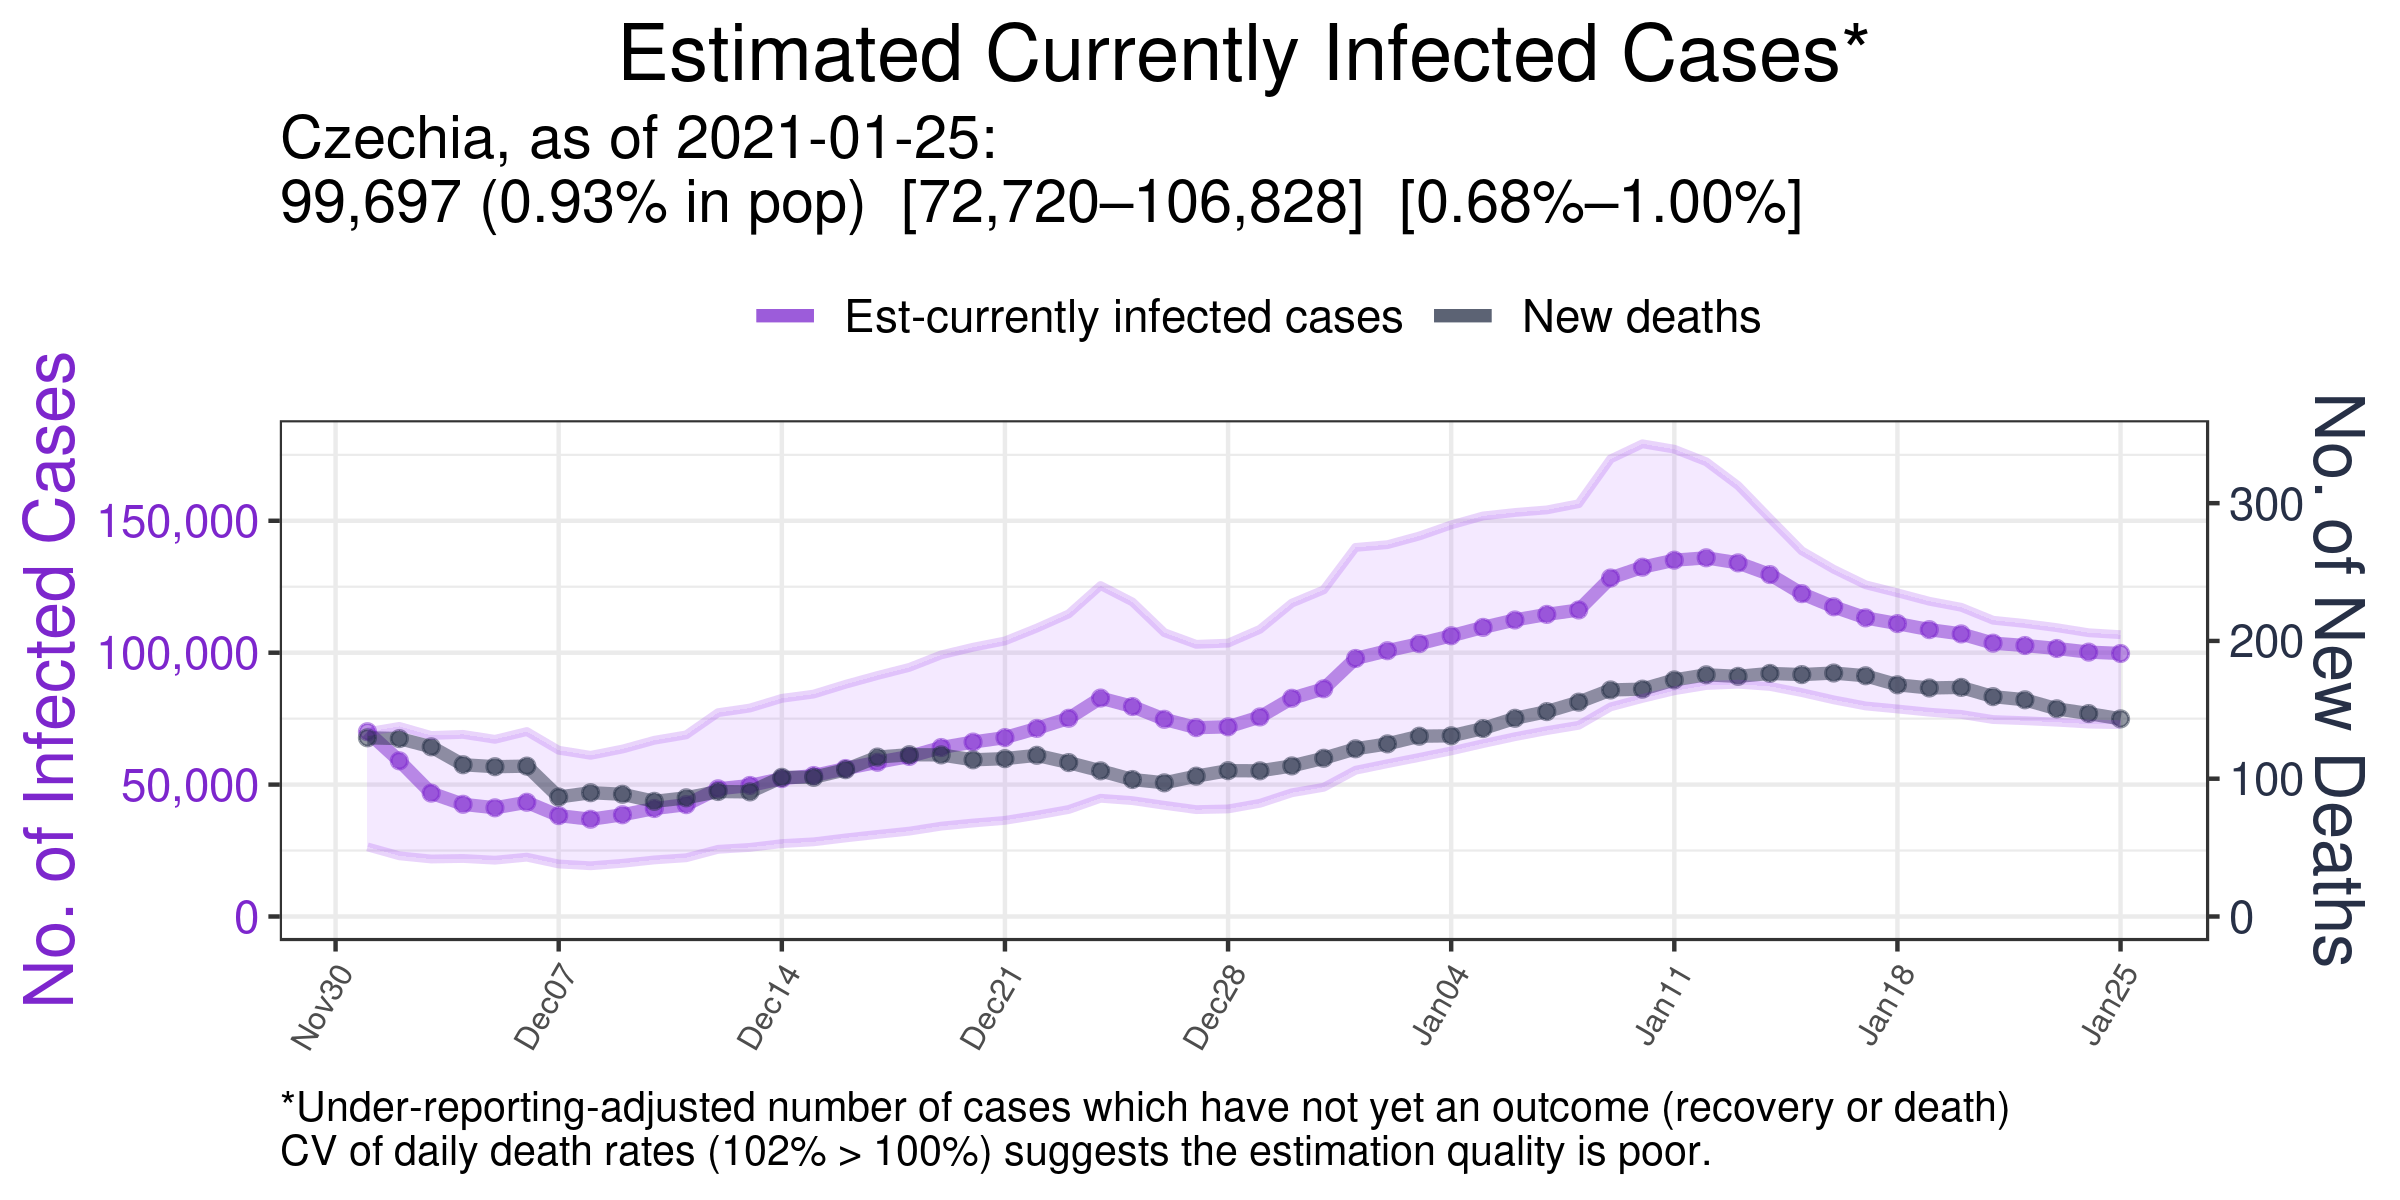 Estimated Currently Infected Cases*
Czechia, as of 2021-01-25:
99,697 (0.93% in pop)  [72,720–106,828]  [0.68%–1.00%]
Est-currently infected cases
New deaths
No. of Infected Cases
150,000
100,000
50,000
0
No. of New Deaths
300
200
100
0
Nov30
Dec07
Dec14
Dec21
Dec28
Jan04
Jan11
Jan18
Jan25
*Under-reporting-adjusted number of cases which have not yet an outcome (recovery or death)
CV of daily death rates (102% > 100%) suggests the estimation quality is poor.